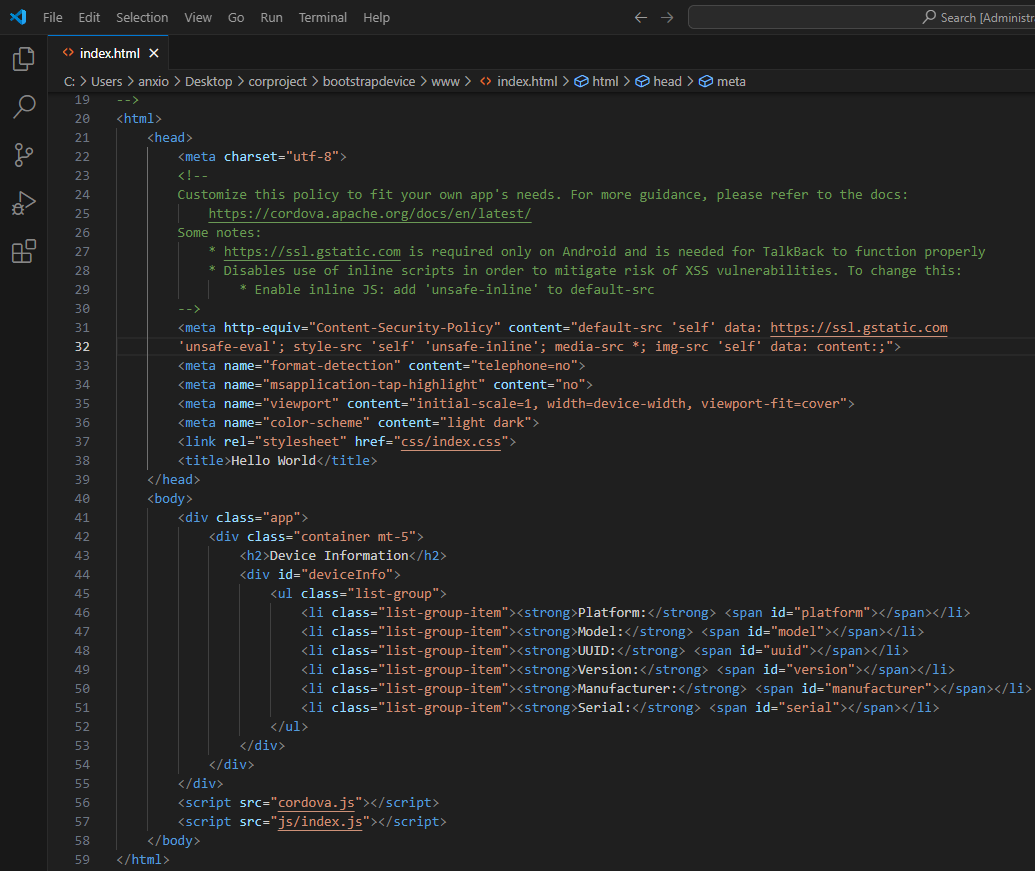 File Edit Selection View Go Run Terminal Help
Search [Administra
index.html
C: > Users > anxio > Desktop > corproject > bootstrapdevice > www > index.html > html > head > meta
19 -->
20 <html>
21 <head>
22 <meta charset="utf-8">
23 <!--
24 Customize this policy to fit your own app's needs. For more guidance, please refer to the docs:
25 https://cordova.apache.org/docs/en/latest/
26 Some notes:
27 * https://ssl.gstatic.com is required only on Android and is needed for TalkBack to function properly
28 * Disables use of inline scripts in order to mitigate risk of XSS vulnerabilities. To change this:
29 * Enable inline JS: add 'unsafe-inline' to default-src
30 -->
31 <meta http-equiv="Content-Security-Policy" content="default-src 'self' data: https://ssl.gstatic.com
32 'unsafe-eval'; style-src 'self' 'unsafe-inline'; media-src *; img-src 'self' data: content:;">
33 <meta name="format-detection" content="telephone=no">
34 <meta name="msapplication-tap-highlight" content="no">
35 <meta name="viewport" content="initial-scale=1, width=device-width, viewport-fit=cover">
36 <meta name="color-scheme" content="light dark">
37 <link rel="stylesheet" href="css/index.css">
38 <title>Hello World</title>
39 </head>
40 <body>
41 <div class="app">
42 <div class="container mt-5">
43 <h2>Device Information</h2>
44 <div id="deviceInfo">
45 <ul class="list-group">
46 <li class="list-group-item"><strong>Platform:</strong> <span id="platform"></span></li>
47 <li class="list-group-item"><strong>Model:</strong> <span id="model"></span></li>
48 <li class="list-group-item"><strong>UUID:</strong> <span id="uuid"></span></li>
49 <li class="list-group-item"><strong>Version:</strong> <span id="version"></span></li>
50 <li class="list-group-item"><strong>Manufacturer:</strong> <span id="manufacturer"></span></li>
51 <li class="list-group-item"><strong>Serial:</strong> <span id="serial"></span></li>
52 </ul>
53 </div>
54 </div>
55 </div>
56 <script src="cordova.js"></script>
57 <script src="js/index.js"></script>
58 </body>
59 </html>